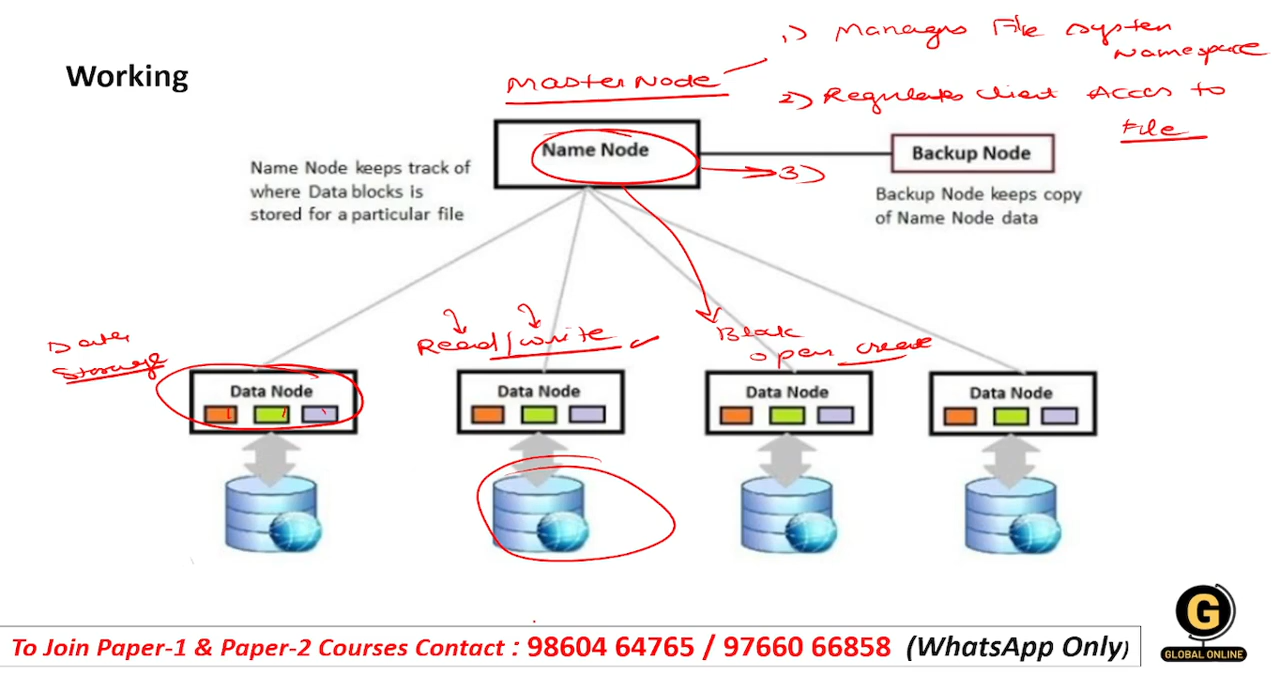 Working
Master Node
1) Manages File system
Namespace
2) Regulates client Acces to
File
Name Node
Backup Node
3)
Name Node keeps track of
where Data blocks is
stored for a particular file
Backup Node keeps copy
of Name Node data
Data
Storage
Read/write
Block
open create
Data Node
Data Node
Data Node
Data Node
To Join Paper-1 & Paper-2 Courses Contact : 98604 64765 / 97660 66858 (WhatsApp Only)
G
GLOBAL ONLINE